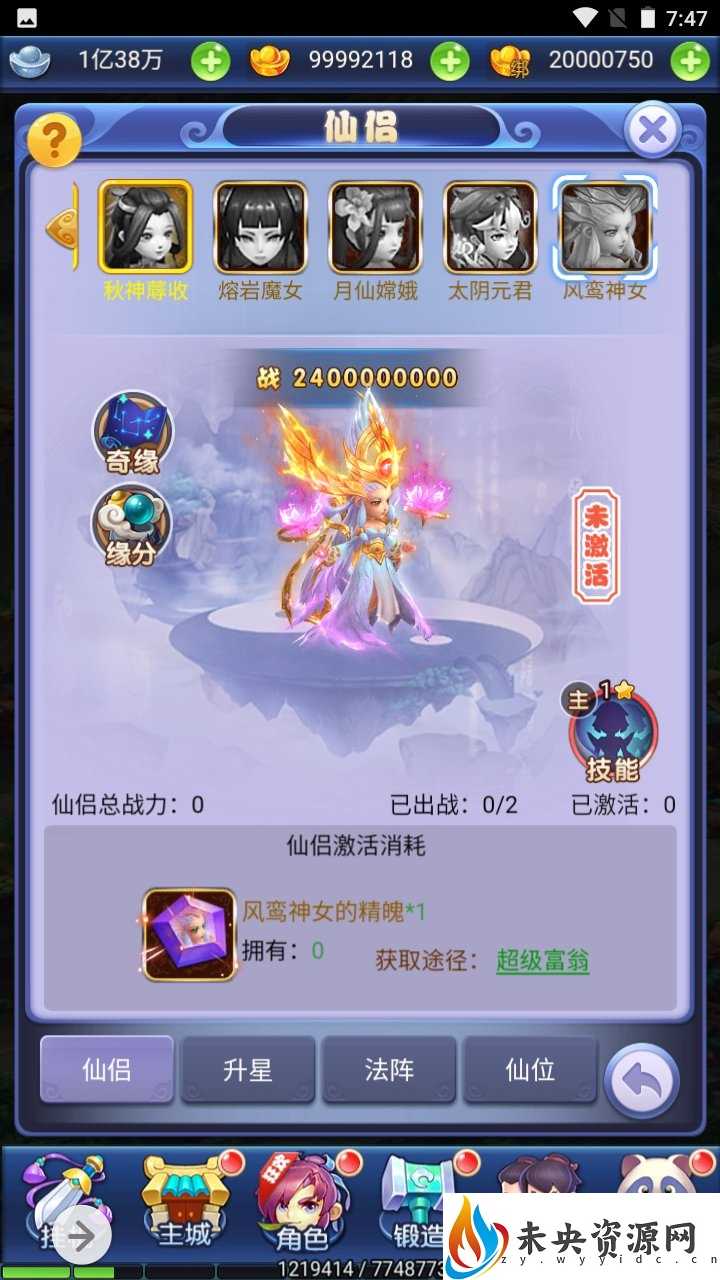 7:47
1亿38万
99992118
绑
20000750
?
仙侣
秋神蓐收
熔岩魔女
月仙嫦娥
太阴元君
风鸾神女
战 2400000000
奇缘
缘分
未激活
主 1
技能
仙侣总战力：0
已出战：0/2
已激活：0
仙侣激活消耗
风鸾神女的精魄*1
拥有：0
获取途径：超级富翁
仙侣
升星
法阵
仙位
狂欢
主城
角色
锻造
1219414 / 7748773
未央资源网
zy.wyyidc.cn